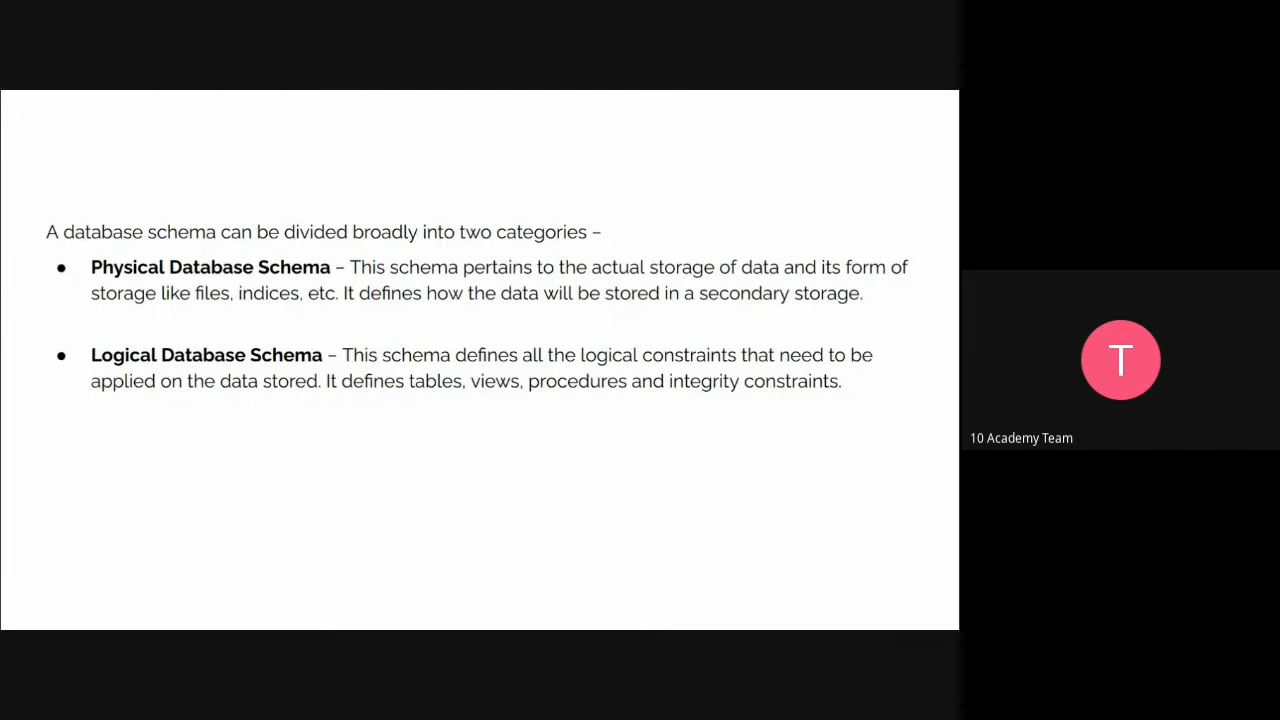 A database schema can be divided broadly into two categories –
● Physical Database Schema – This schema pertains to the actual storage of data and its form of
storage like files, indices, etc. It defines how the data will be stored in a secondary storage.
● Logical Database Schema – This schema defines all the logical constraints that need to be
applied on the data stored. It defines tables, views, procedures and integrity constraints.
T
10 Academy Team